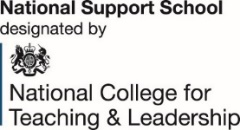 National Support School
designated by
National College for
Teaching & Leadership